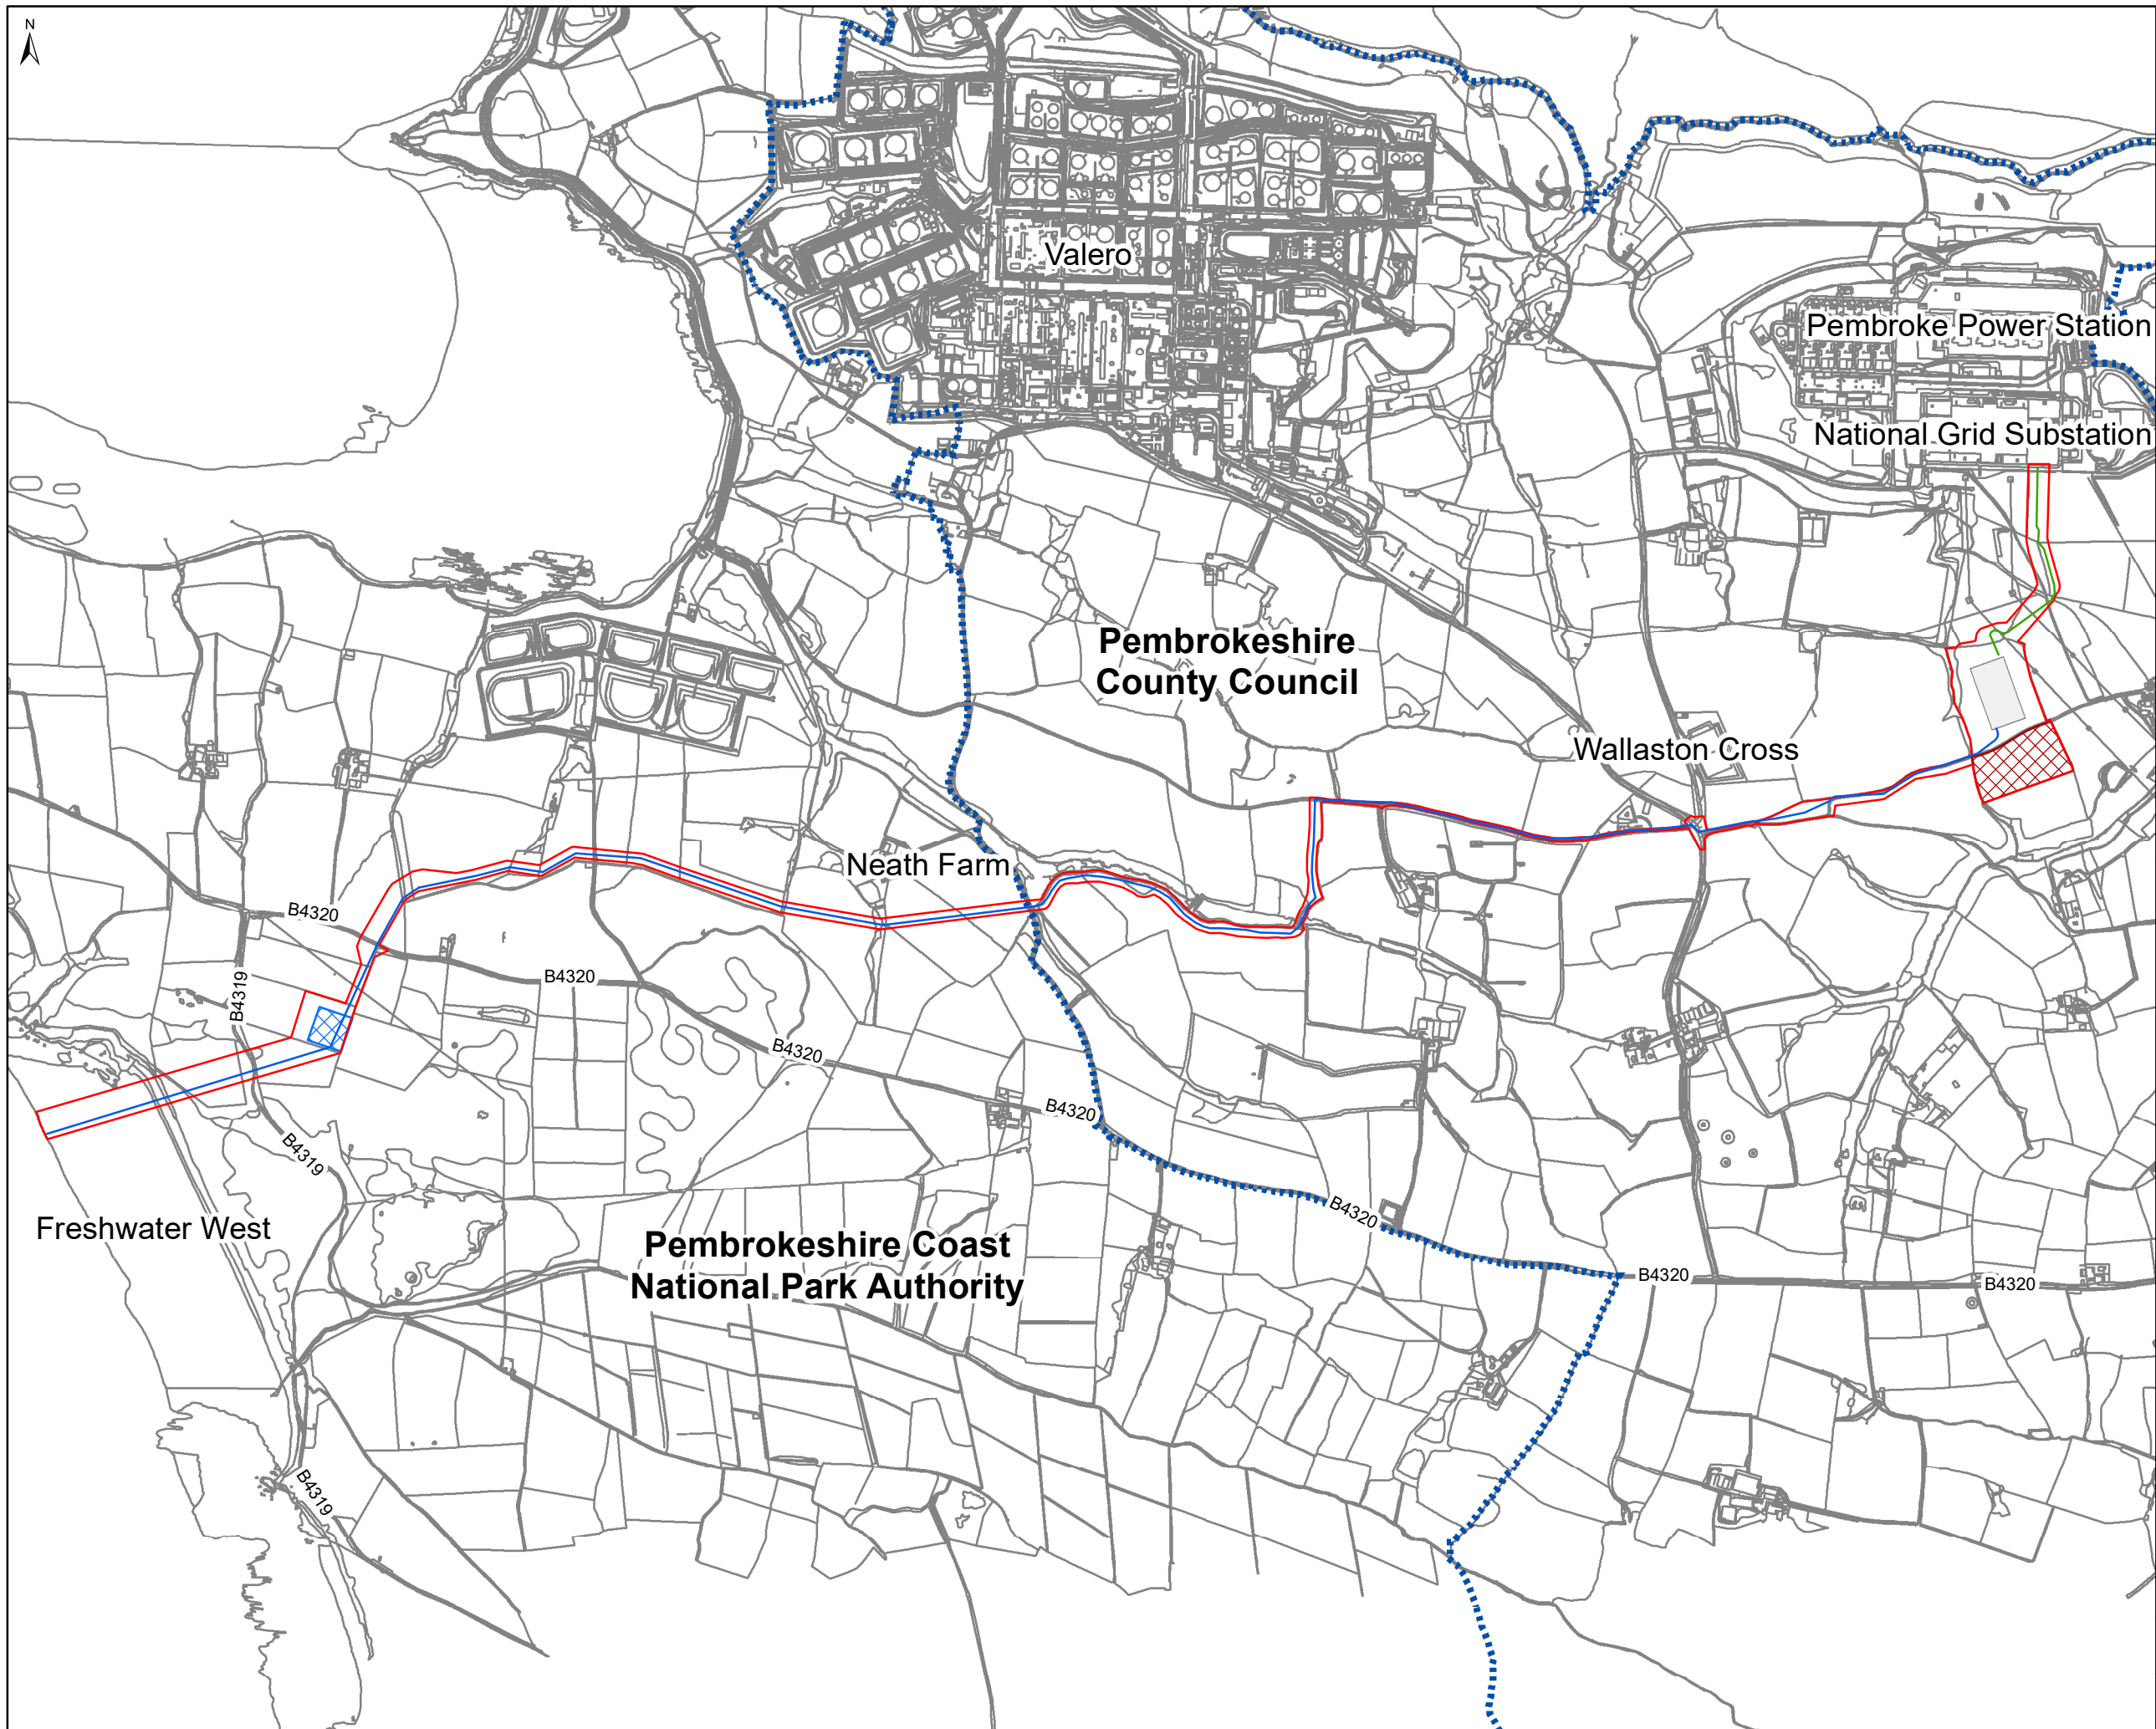 N
Valero
Pembroke Power Station
National Grid Substation
Pembrokeshire
County Council
Wallaston Cross
Neath Farm
B4320
B4319
B4320
B4320
B4320
B4319
B4320
Freshwater West
Pembrokeshire Coast
National Park Authority
B4320
B4320
B4319